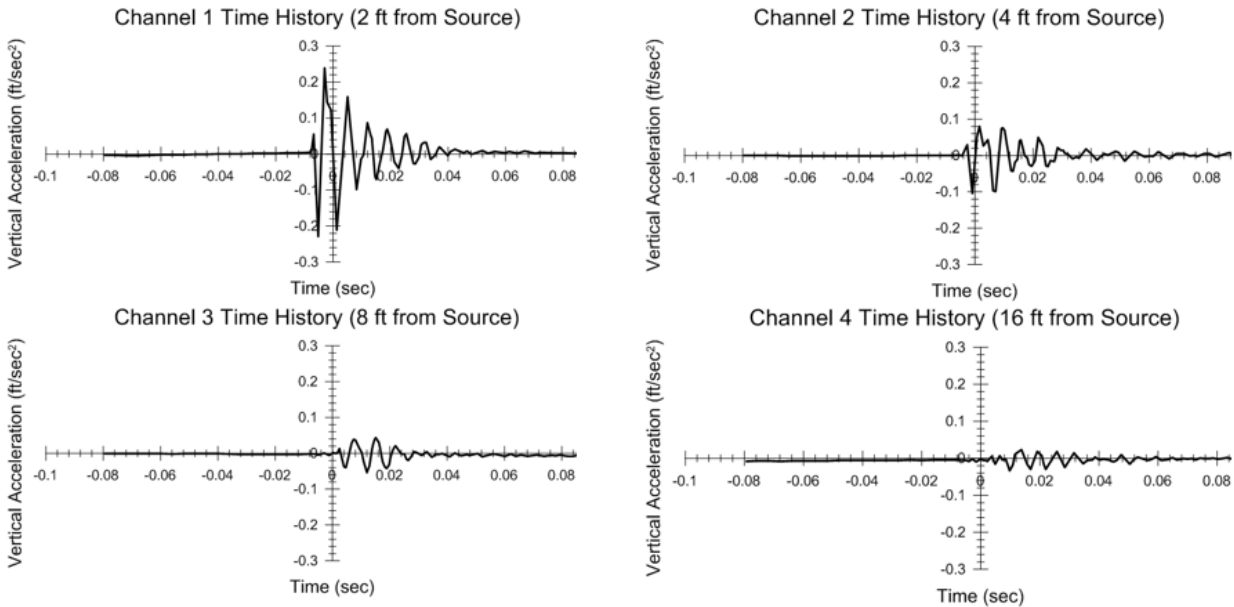 Channel 1 Time History (2 ft from Source)
Vertical Acceleration (ft/sec²)
0.3
0.2
0.1
0
-0.1
-0.2
-0.3
-0.1 -0.08 -0.06 -0.04 -0.02 0 0.02 0.04 0.06 0.08
Time (sec)
Channel 2 Time History (4 ft from Source)
Vertical Acceleration (ft/sec²)
0.3
0.2
0.1
0
-0.1
-0.2
-0.3
-0.1 -0.08 -0.06 -0.04 -0.02 0 0.02 0.04 0.06 0.08
Time (sec)
Channel 3 Time History (8 ft from Source)
Vertical Acceleration (ft/sec²)
0.3
0.2
0.1
0
-0.1
-0.2
-0.3
-0.1 -0.08 -0.06 -0.04 -0.02 0 0.02 0.04 0.06 0.08
Time (sec)
Channel 4 Time History (16 ft from Source)
Vertical Acceleration (ft/sec²)
0.3
0.2
0.1
0
-0.1
-0.2
-0.3
-0.1 -0.08 -0.06 -0.04 -0.02 0 0.02 0.04 0.06 0.08
Time (sec)